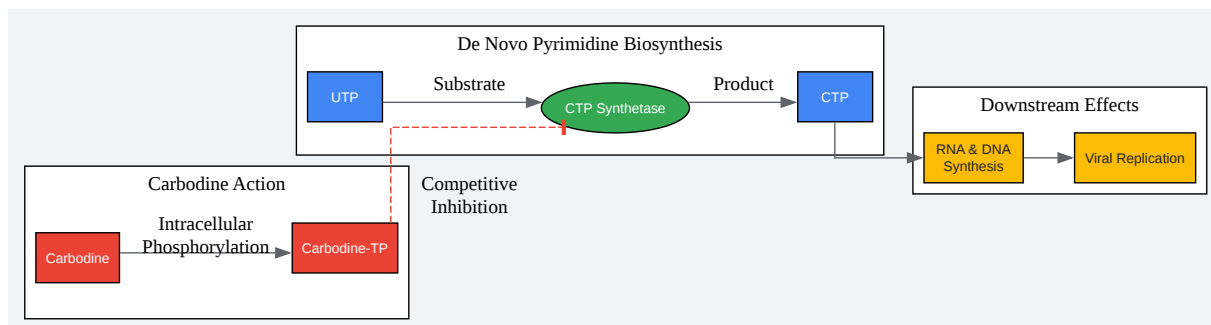 De Novo Pyrimidine Biosynthesis
UTP
Substrate
CTP Synthetase
Product
CTP
Downstream Effects
RNA & DNA
Synthesis
Viral Replication
Carbodine Action
Competitive
Inhibition
Intracellular
Phosphorylation
Carbodine
Carbodine-TP